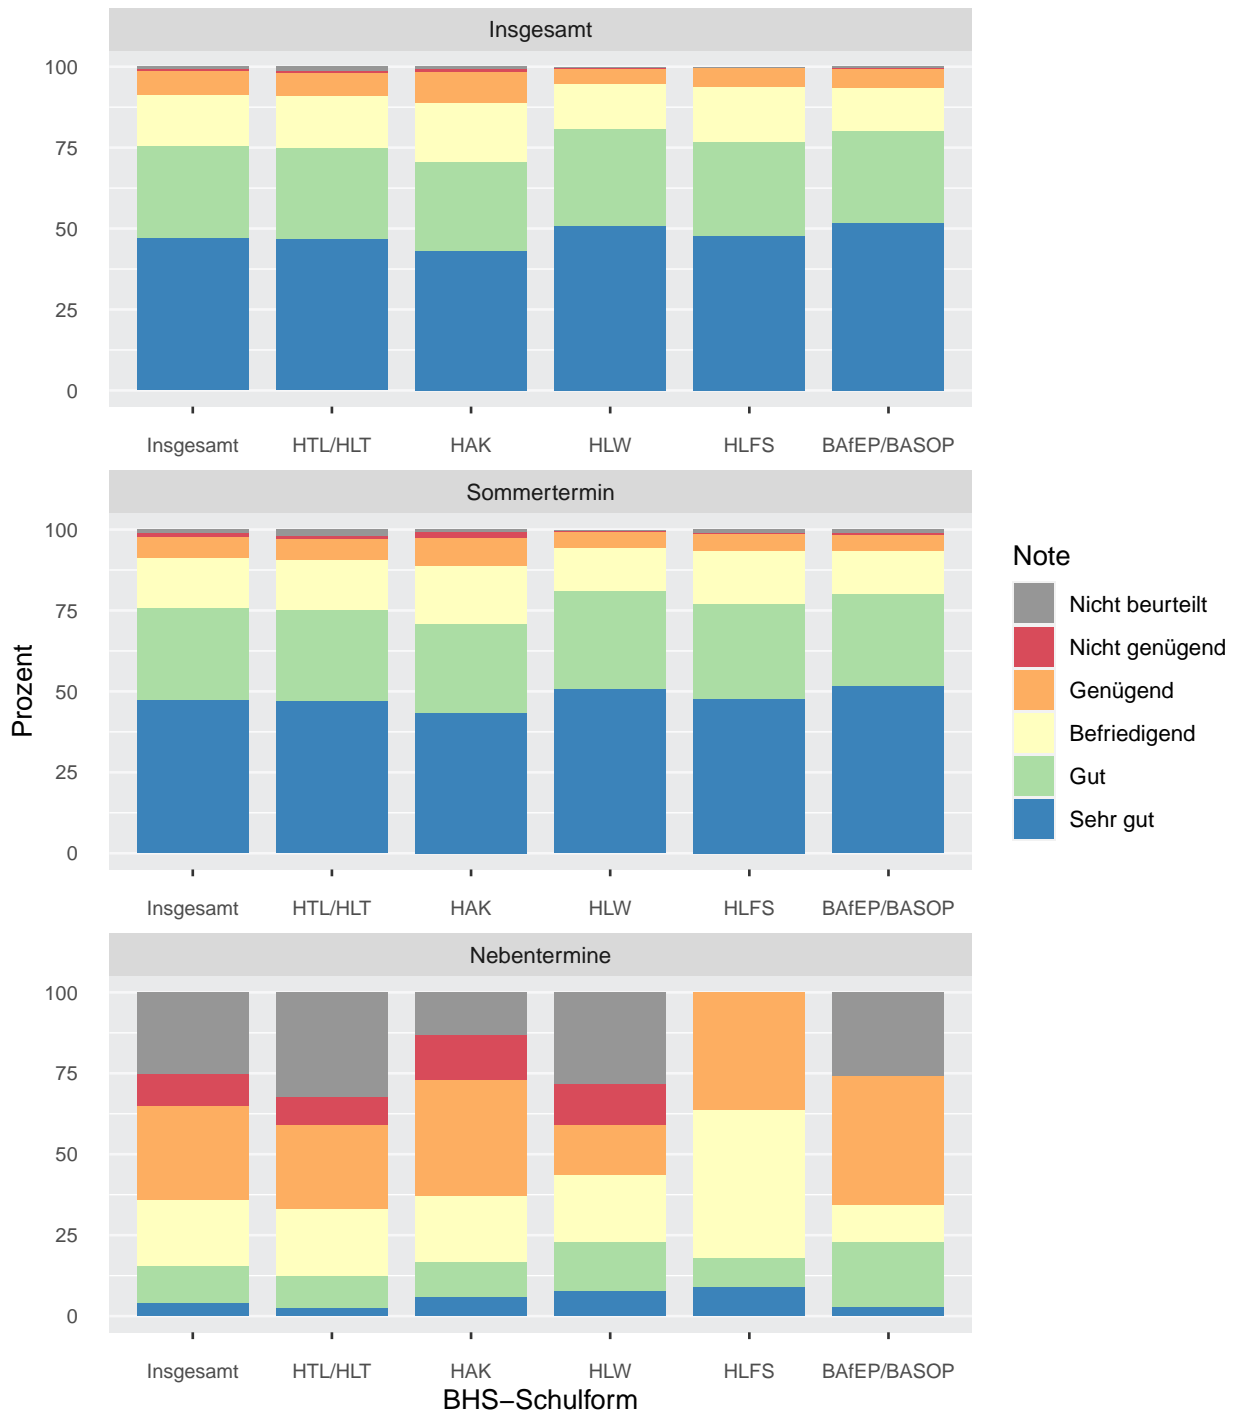 Insgesamt
100
75
50
25
0
Insgesamt HTL/HLT HAK HLW HLFS BAfEP/BASOP
Sommertermin
100
75
50
25
0
Insgesamt HTL/HLT HAK HLW HLFS BAfEP/BASOP
Nebentermine
100
75
50
25
0
Insgesamt HTL/HLT HAK HLW HLFS BAfEP/BASOP
BHS−Schulform
Prozent
Note
Nicht beurteilt
Nicht genügend
Genügend
Befriedigend
Gut
Sehr gut